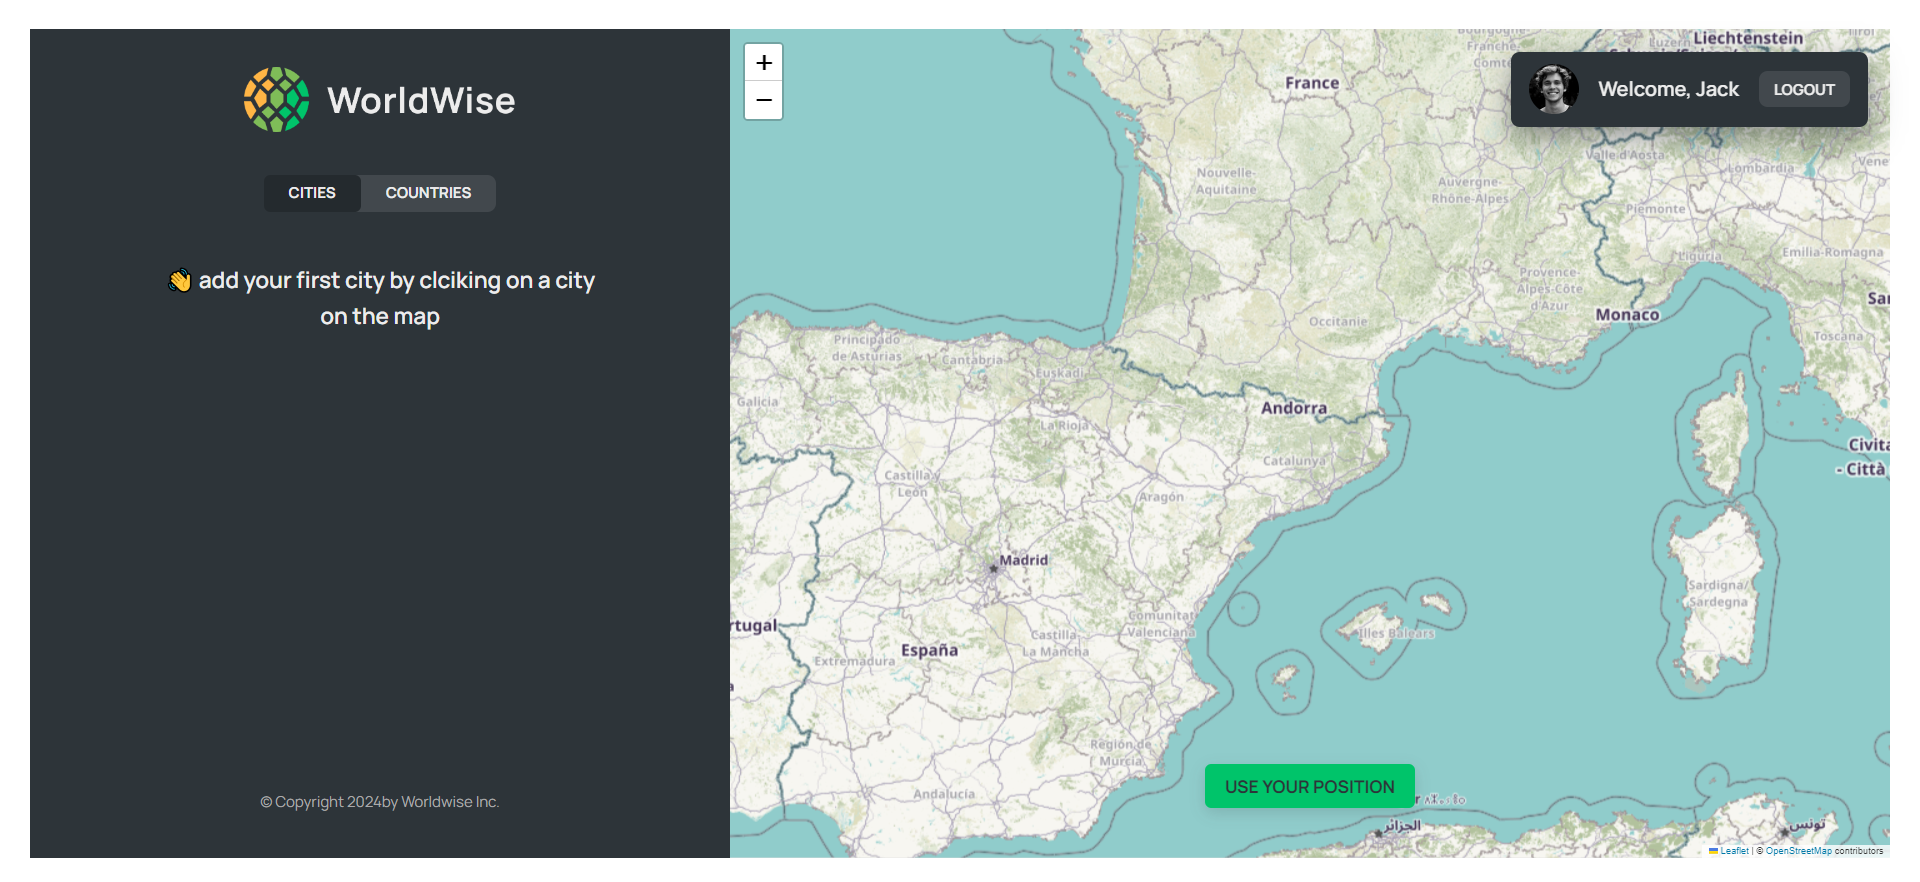 WorldWise
CITIES
COUNTRIES
👋 add your first city by clciking on a city
on the map
© Copyright 2024by Worldwise Inc.
+
−
Liechtenstein
Welcome, Jack
LOGOUT
France
Franche-
Comté
Luzern
Tirol
Valle d'Aosta
Lombardia
Nouvelle-
Aquitaine
Auvergne-
Rhône-Alpes
Piemonte
Liguria
Emilia-Romagna
Provence-
Alpes-Côte
d'Azur
Monaco
Occitanie
Toscana
Principado
de Asturias
Cantabria
Euskadi
Galicia
Andorra
La Rioja
Catalunya
Castilla y
León
Aragón
- Città
Madrid
Sardigna/
Sardegna
Comunitat
Valenciana
Illes Balears
rtugal
España
Castilla-
La Mancha
Extremadura
Región de
Murcia
Andalucía
USE YOUR POSITION
الجزائر
تونس
Leaflet | © OpenStreetMap contributors